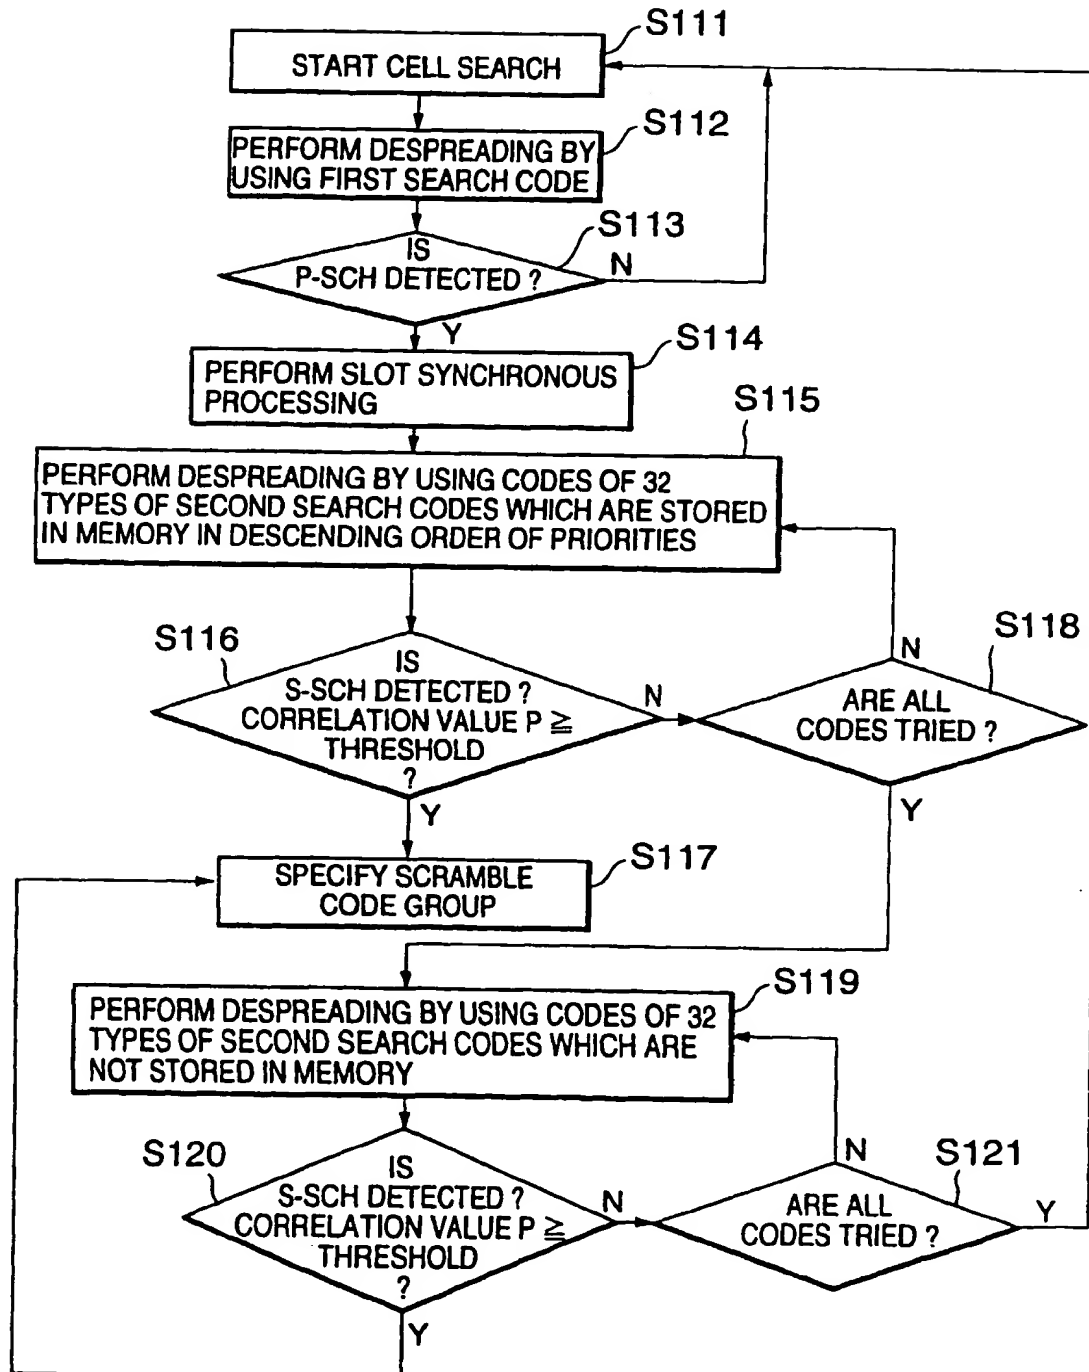 S111
START CELL SEARCH
S112
PERFORM DESPREADING BY
USING FIRST SEARCH CODE
S113
IS
P-SCH DETECTED ?
N
Y
S114
PERFORM SLOT SYNCHRONOUS
PROCESSING
S115
PERFORM DESPREADING BY USING CODES OF 32
TYPES OF SECOND SEARCH CODES WHICH ARE STORED
IN MEMORY IN DESCENDING ORDER OF PRIORITIES
S116
IS
S-SCH DETECTED ?
CORRELATION VALUE P ≧
THRESHOLD
?
N
Y
S118
N
ARE ALL
CODES TRIED ?
Y
S117
SPECIFY SCRAMBLE
CODE GROUP
S119
PERFORM DESPREADING BY USING CODES OF 32
TYPES OF SECOND SEARCH CODES WHICH ARE
NOT STORED IN MEMORY
S120
IS
S-SCH DETECTED ?
CORRELATION VALUE P ≧
THRESHOLD
?
N
Y
S121
N
ARE ALL
CODES TRIED ?
Y